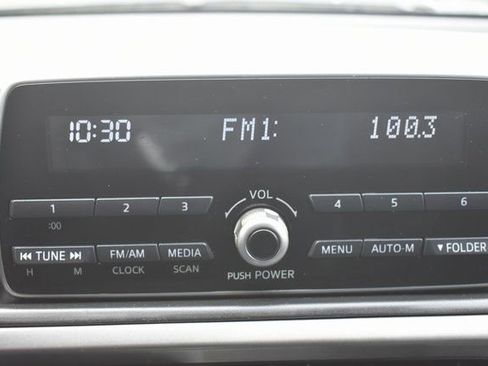 10:30 FM1: 100.3
VOL
1 2 3 4 5 6
:00
⏮ TUNE ⏭ FM/AM MEDIA MENU AUTO-M ▼ FOLDER
H M CLOCK SCAN PUSH POWER